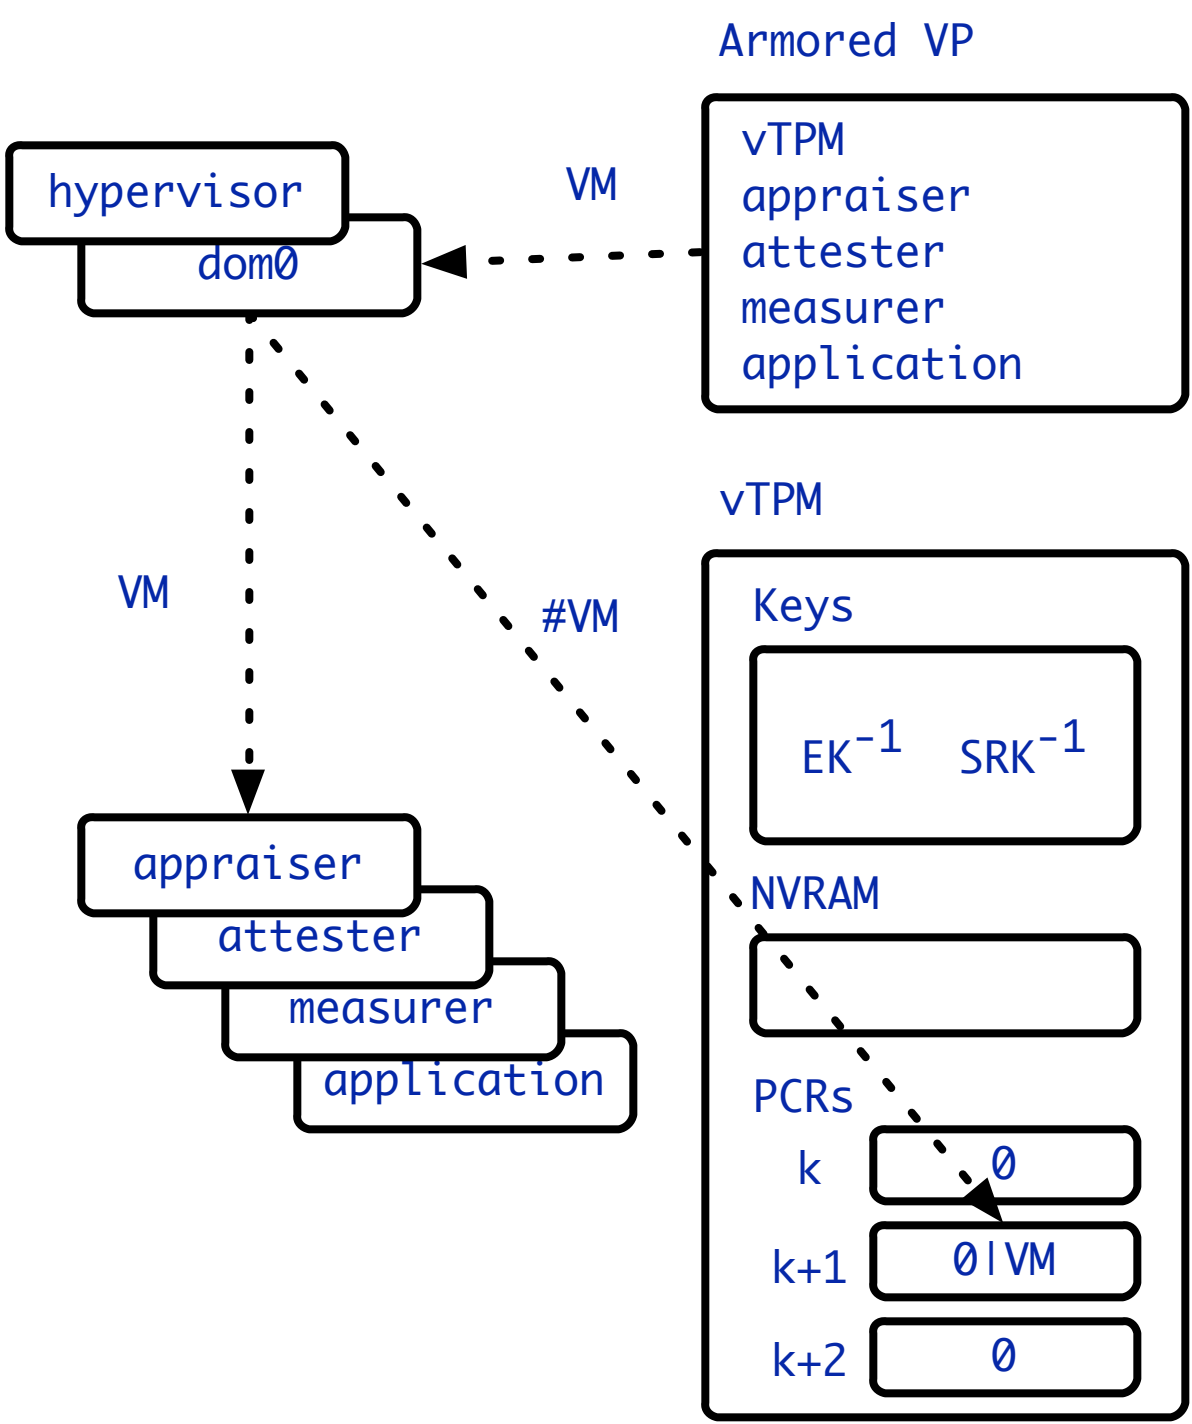 Armored VP
vTPM
appraiser
attester
measurer
application
hypervisor
dom0
VM
VM
#VM
appraiser
attester
measurer
application
vTPM
Keys
EK⁻¹ SRK⁻¹
NVRAM
PCRs
k 0
k+1 0|VM
k+2 0